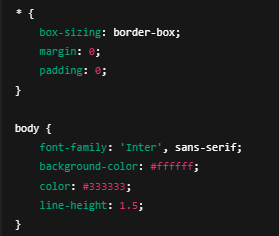 * {
    box-sizing: border-box;
    margin: 0;
    padding: 0;
}

body {
    font-family: 'Inter', sans-serif;
    background-color: #ffffff;
    color: #333333;
    line-height: 1.5;
}